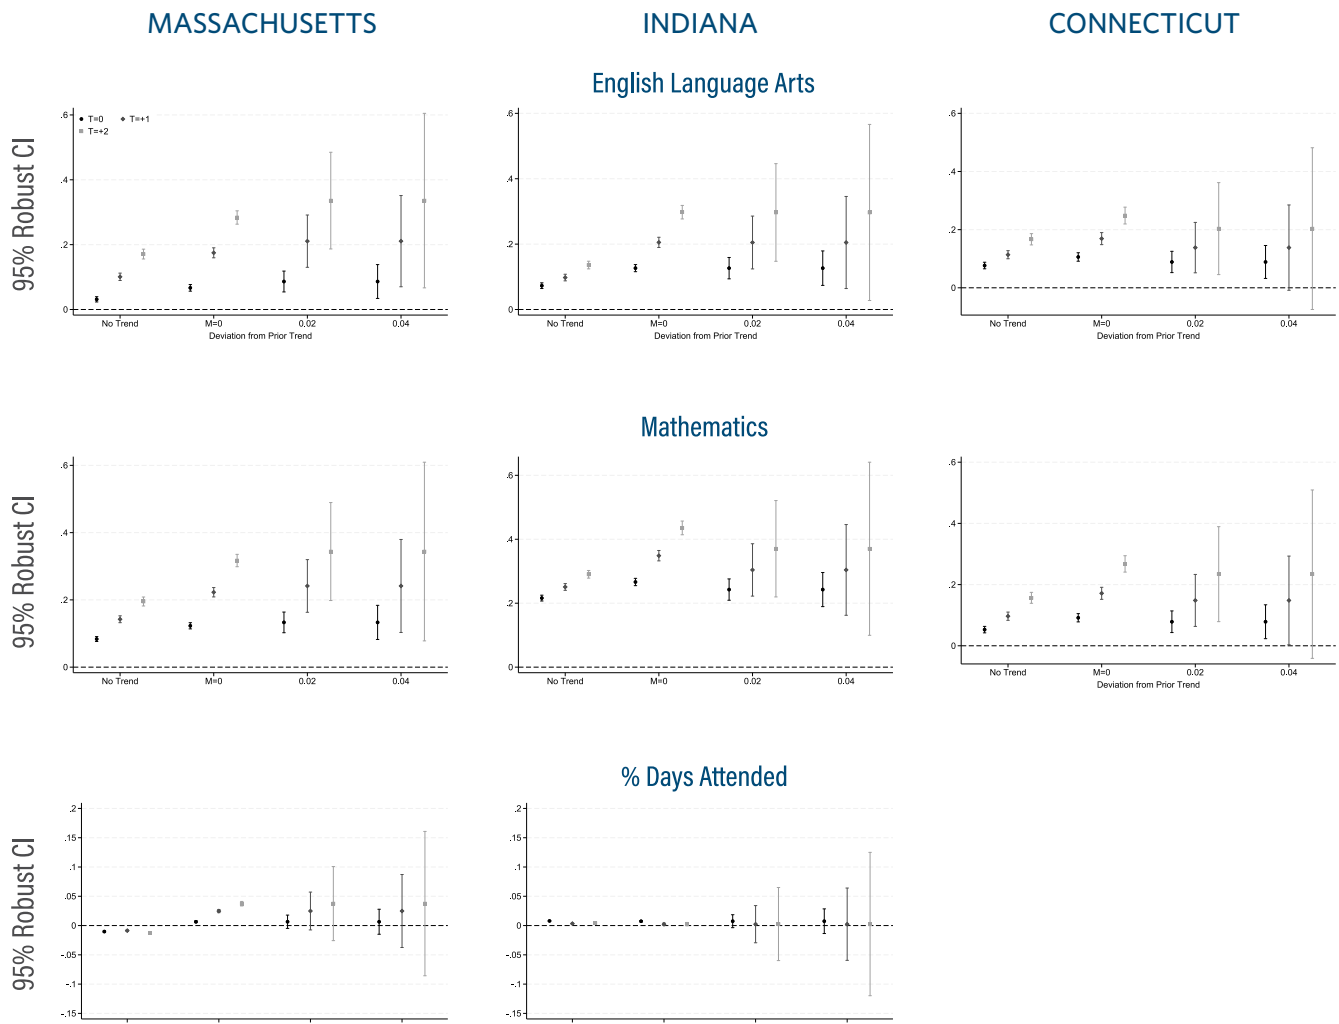 MASSACHUSETTS INDIANA CONNECTICUT
English Language Arts
95% Robust CI
.6 .4 .2 0
T=0 T=+1
T=+2
No Trend M=0 0.02 0.04
Deviation from Prior Trend
.6 .4 .2 0
No Trend M=0 0.02 0.04
Deviation from Prior Trend
.6 .4 .2 0
No Trend M=0 0.02 0.04
Deviation from Prior Trend
Mathematics
95% Robust CI
.6 .4 .2 0
No Trend M=0 0.02 0.04
.6 .4 .2 0
No Trend M=0 0.02 0.04
.6 .4 .2 0
No Trend M=0 0.02 0.04
Deviation from Prior Trend
% Days Attended
95% Robust CI
.2 .15 .1 .05 0 -.05 -.1 -.15
.2 .15 .1 .05 0 -.05 -.1 -.15